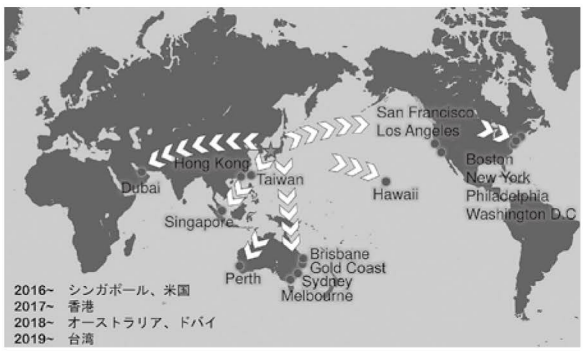 San Francisco
Los Angeles
Hong Kong
Taiwan
Dubai
Singapore
Hawaii
Boston
New York
Philadelphia
Washington D.C
Perth
Brisbane
Gold Coast
Sydney
Melbourne
2016~ シンガポール、米国
2017~ 香港
2018~ オーストラリア、ドバイ
2019~ 台湾